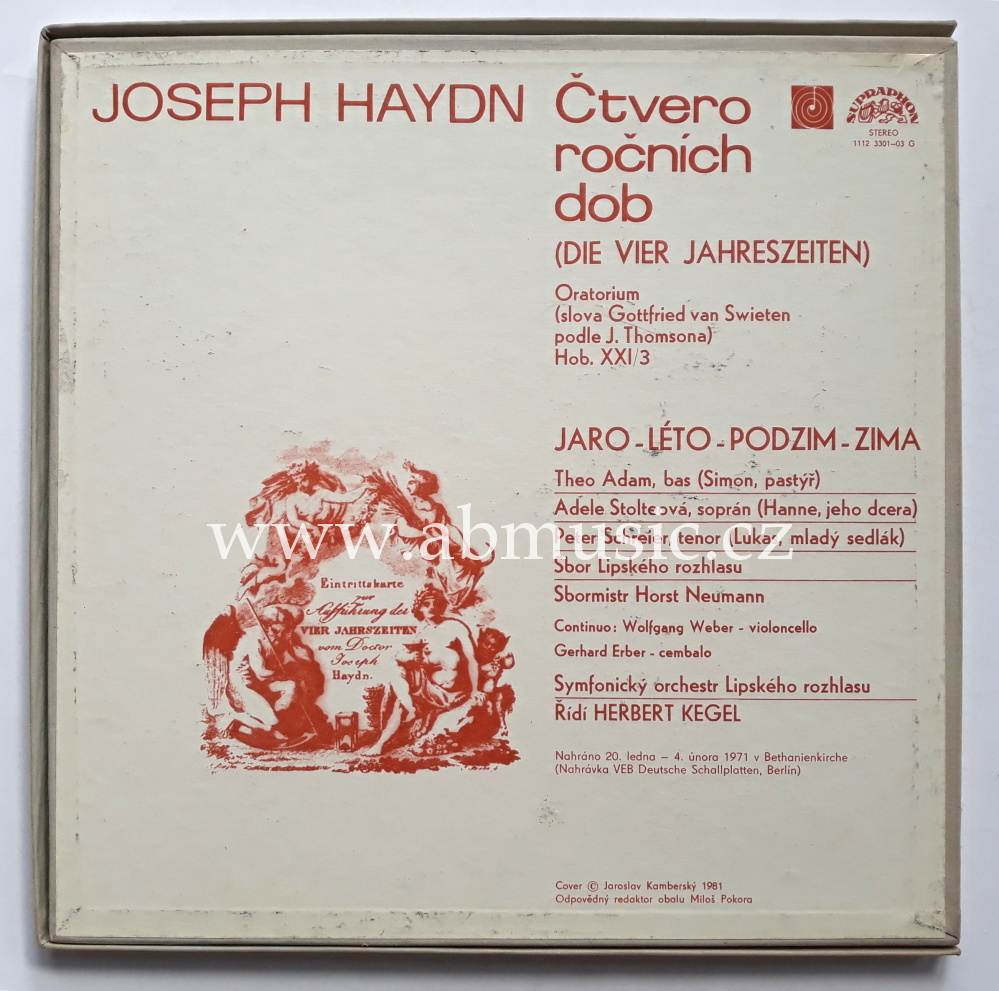 JOSEPH HAYDN
Čtvero
ročních
dob
(DIE VIER JAHRESZEITEN)
SUPRAPHON
STEREO
1112 3301-03 G
Oratorium
(slova Gottfried van Swieten
podle J. Thomsona)
Hob. XXI/3
JARO-LÉTO-PODZIM-ZIMA
Theo Adam, bas (Simon, pastýř)
Adele Stolteová, soprán (Hanne, jeho dcera)
Peter Schreier, tenor (Lukas, mladý sedlák)
Sbor Lipského rozhlasu
Sbormistr Horst Neumann
Continuo: Wolfgang Weber - violoncello
Gerhard Erber - cembalo
Symfonický orchestr Lipského rozhlasu
Řídí HERBERT KEGEL
Nahráno 20. ledna – 4. února 1971 v Bethanienkirche
(Nahrávka VEB Deutsche Schallplatten, Berlín)
Cover © Jaroslav Kamberský 1981
Odpovědný redaktor obalu Miloš Pokora
Eintrittskarte
zur
Aufführung der
VIER JAHRSZEITEN
vom Doctor
Joseph
Haydn.
www.abmusic.cz